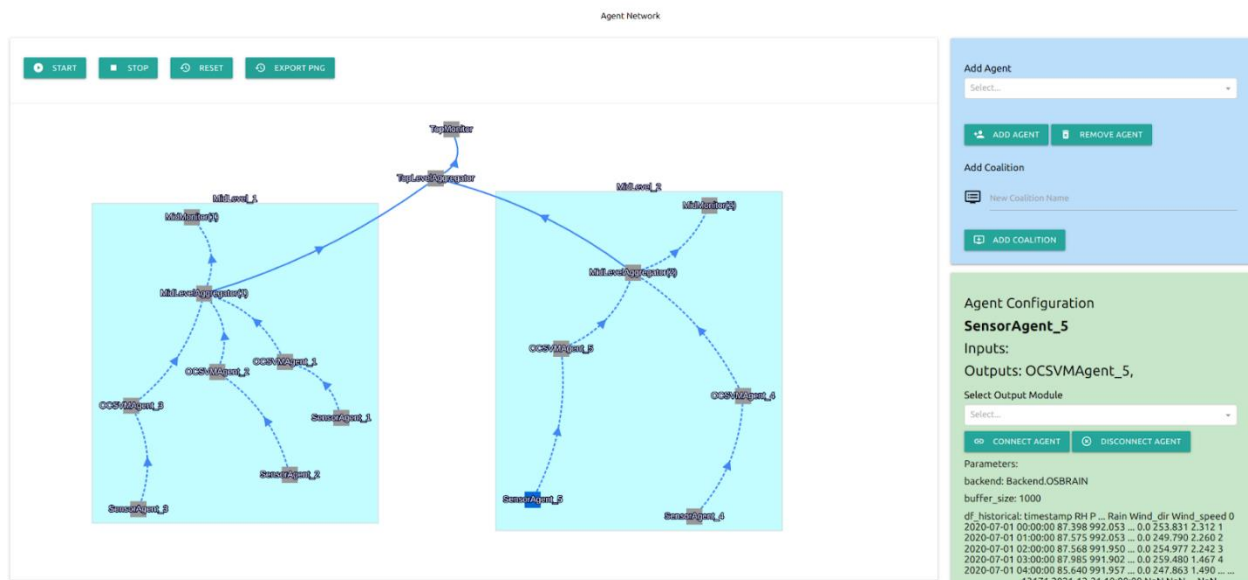 Agent Network
START
STOP
RESET
EXPORT PNG
TopMonitor
TopLevelAggregator
MidLevel_1
MidMonitor(1)
MidLevelAggregator(1)
OCSVMAgent_1
OCSVMAgent_2
OCSVMAgent_3
SensorAgent_1
SensorAgent_2
SensorAgent_3
MidLevel_2
MidMonitor(2)
MidLevelAggregator(2)
OCSVMAgent_5
OCSVMAgent_4
SensorAgent_5
SensorAgent_4
Add Agent
Select...
ADD AGENT
REMOVE AGENT
Add Coalition
New Coalition Name
ADD COALITION
Agent Configuration
SensorAgent_5
Inputs:
Outputs: OCSVMAgent_5,
Select Output Module
Select...
CONNECT AGENT
DISCONNECT AGENT
Parameters:
backend: Backend.OSBRAIN
buffer_size: 1000
df_historical: timestamp RH P ... Rain Wind_dir Wind_speed 0
2020-07-01 00:00:00 87.398 992.053 ... 0.0 253.831 2.312 1
2020-07-01 01:00:00 87.575 992.053 ... 0.0 249.790 2.260 2
2020-07-01 02:00:00 87.568 991.950 ... 0.0 254.977 2.242 3
2020-07-01 03:00:00 87.985 991.902 ... 0.0 259.480 1.467 4
2020-07-01 04:00:00 85.640 991.957 ... 0.0 247.863 1.490 ... ...